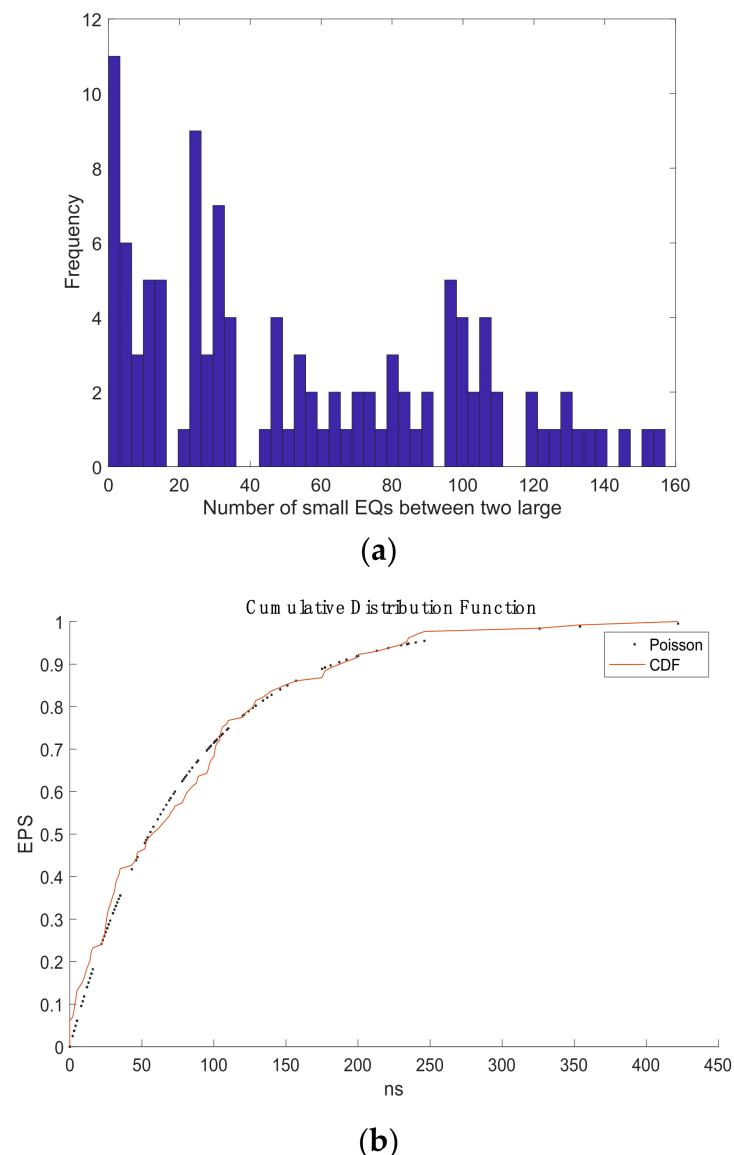 12
10
8
6
4
2
0
Frequency
0 20 40 60 80 100 120 140 160
Number of small EQs between two large
(a)
Cumulative Distribution Function
1
0.9
0.8
0.7
0.6
0.5
0.4
0.3
0.2
0.1
0
EPS
Poisson
CDF
0 50 100 150 200 250 300 350 400 450
ns
(b)